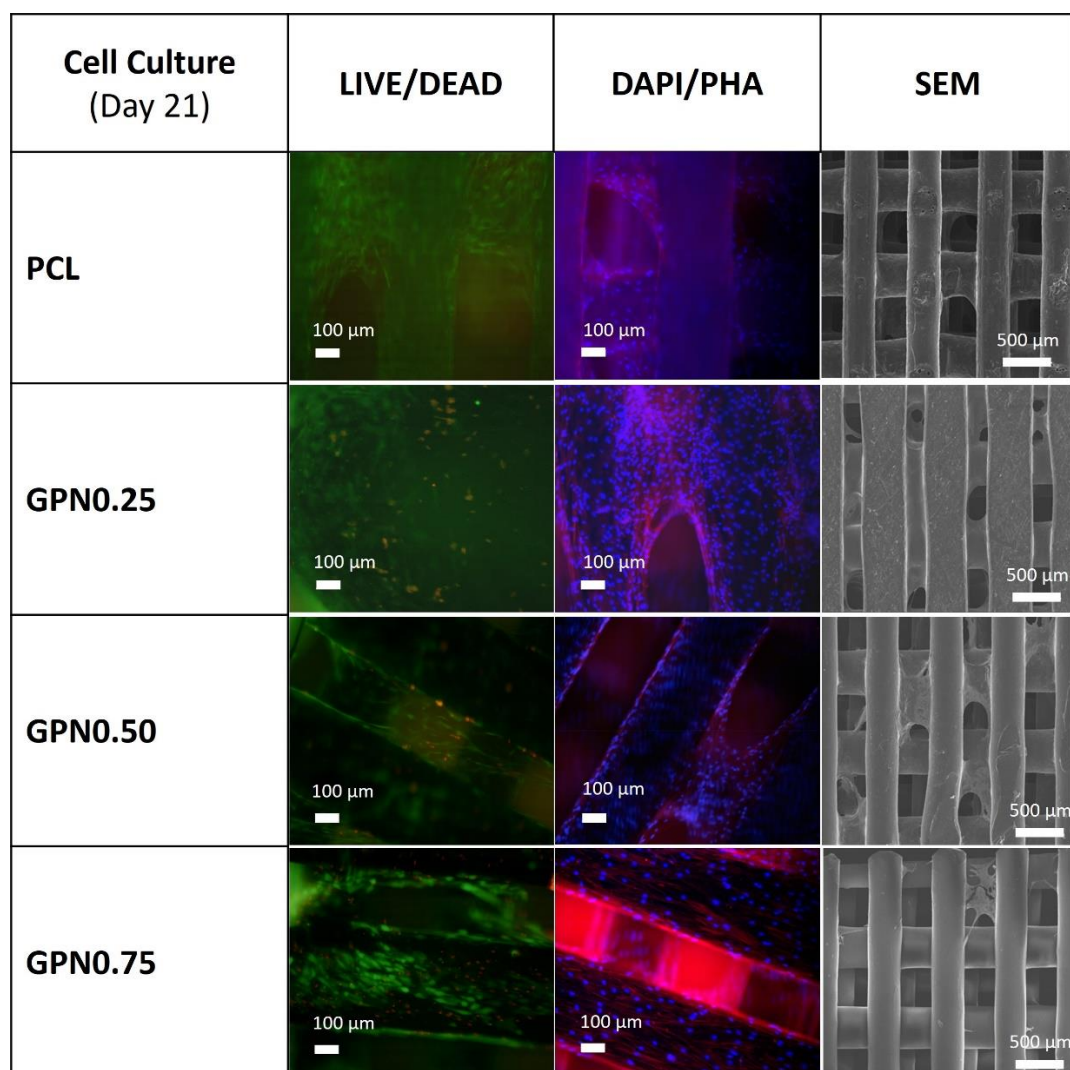 Cell Culture
(Day 21)
LIVE/DEAD
DAPI/PHA
SEM
PCL
100 µm
100 µm
500 µm
GPN0.25
100 µm
100 µm
500 µm
GPN0.50
100 µm
100 µm
500 µm
GPN0.75
100 µm
100 µm
500 µm